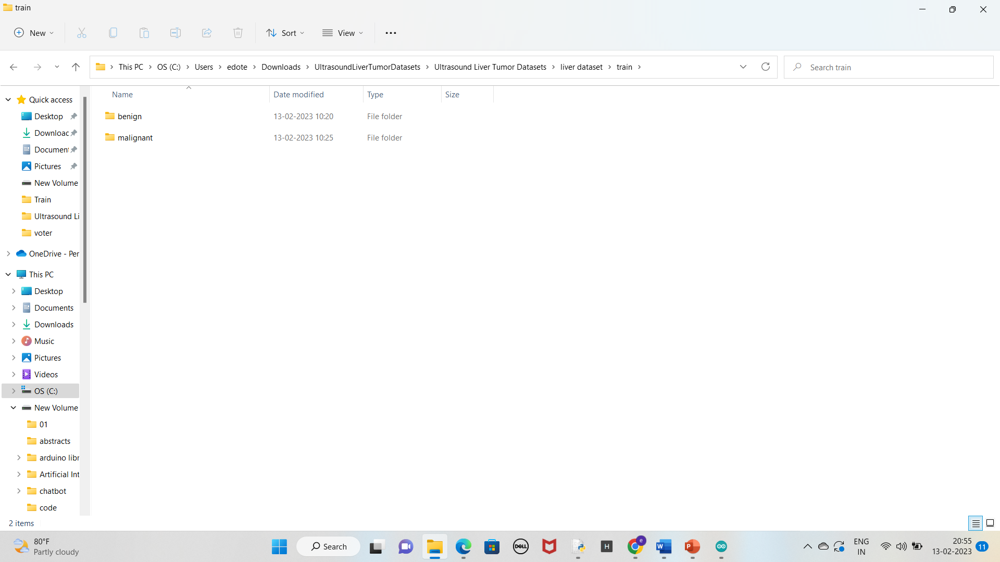 train
New
Sort
View
This PC > OS (C:) > Users > edote > Downloads > UltrasoundLiverTumorDatasets > Ultrasound Liver Tumor Datasets > liver dataset > train >
Search train
Name Date modified Type Size
benign 13-02-2023 10:20 File folder
malignant 13-02-2023 10:25 File folder
Quick access
Desktop
Downloac
Document
Pictures
New Volume
Train
Ultrasound Li
voter
OneDrive - Per
This PC
Desktop
Documents
Downloads
Music
Pictures
Videos
OS (C:)
New Volume
01
abstracts
arduino libr
Artificial Int
chatbot
code
2 items
80°F
Partly cloudy
Search
DELL
H
e
W
P
ENG
IN
20:55
13-02-2023
11